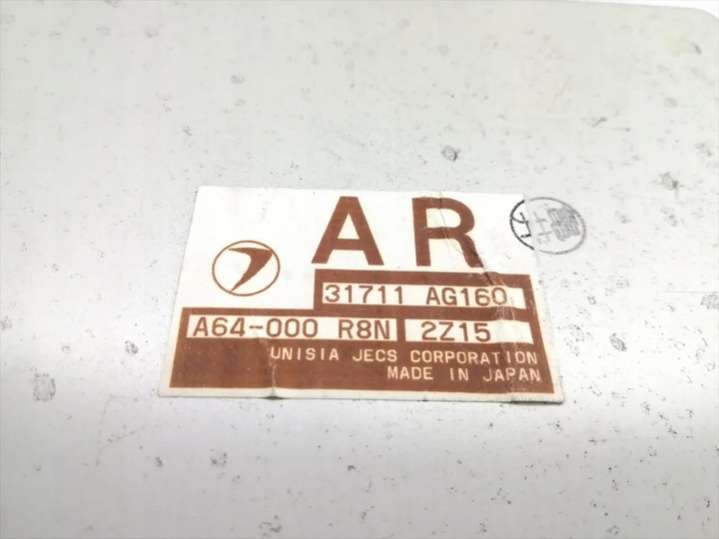 AR
31711 AG160
A64-000 R8N 2Z15
UNISIA JECS CORPORATION
MADE IN JAPAN